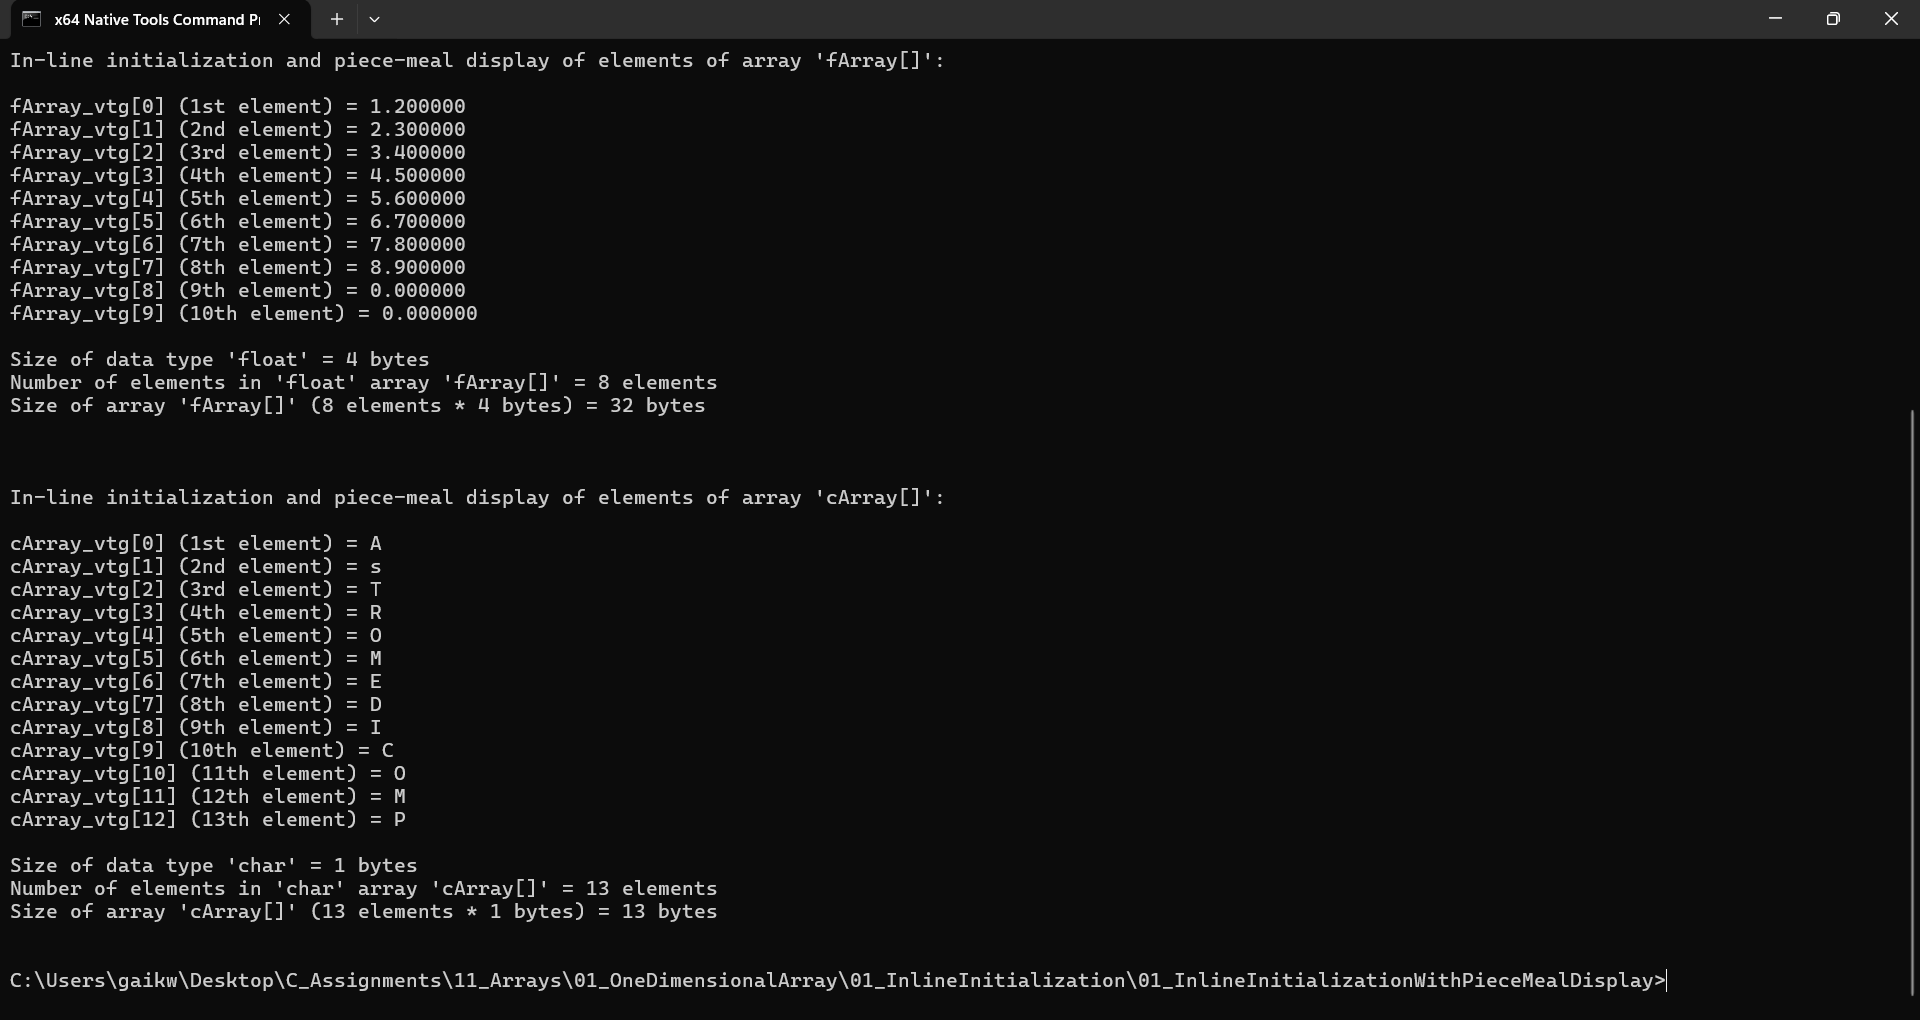 x64 Native Tools Command P
In-line initialization and piece-meal display of elements of array 'fArray[]':
fArray_vtg[0] (1st element) = 1.200000
fArray_vtg[1] (2nd element) = 2.300000
fArray_vtg[2] (3rd element) = 3.400000
fArray_vtg[3] (4th element) = 4.500000
fArray_vtg[4] (5th element) = 5.600000
fArray_vtg[5] (6th element) = 6.700000
fArray_vtg[6] (7th element) = 7.800000
fArray_vtg[7] (8th element) = 8.900000
fArray_vtg[8] (9th element) = 0.000000
fArray_vtg[9] (10th element) = 0.000000
Size of data type 'float' = 4 bytes
Number of elements in 'float' array 'fArray[]' = 8 elements
Size of array 'fArray[]' (8 elements * 4 bytes) = 32 bytes
In-line initialization and piece-meal display of elements of array 'cArray[]':
cArray_vtg[0] (1st element) = A
cArray_vtg[1] (2nd element) = s
cArray_vtg[2] (3rd element) = T
cArray_vtg[3] (4th element) = R
cArray_vtg[4] (5th element) = O
cArray_vtg[5] (6th element) = M
cArray_vtg[6] (7th element) = E
cArray_vtg[7] (8th element) = D
cArray_vtg[8] (9th element) = I
cArray_vtg[9] (10th element) = C
cArray_vtg[10] (11th element) = O
cArray_vtg[11] (12th element) = M
cArray_vtg[12] (13th element) = P
Size of data type 'char' = 1 bytes
Number of elements in 'char' array 'cArray[]' = 13 elements
Size of array 'cArray[]' (13 elements * 1 bytes) = 13 bytes
C:\Users\gaikw\Desktop\C_Assignments\11_Arrays\01_OneDimensionalArray\01_InlineInitialization\01_InlineInitializationWithPieceMealDisplay>